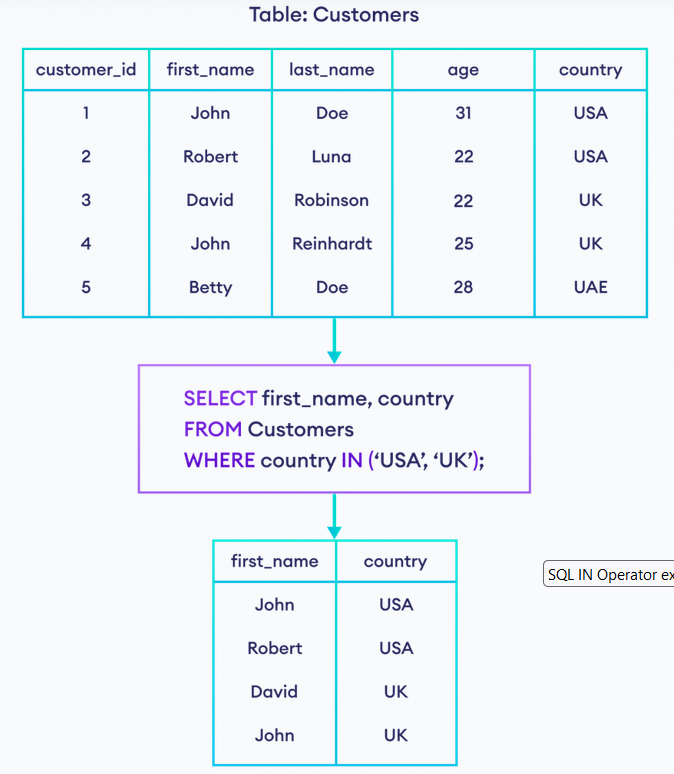 Table: Customers
customer_id first_name last_name age country
1 John Doe 31 USA
2 Robert Luna 22 USA
3 David Robinson 22 UK
4 John Reinhardt 25 UK
5 Betty Doe 28 UAE
SELECT first_name, country
FROM Customers
WHERE country IN (‘USA’, ‘UK’);
first_name country
John USA
Robert USA
David UK
John UK
SQL IN Operator ex